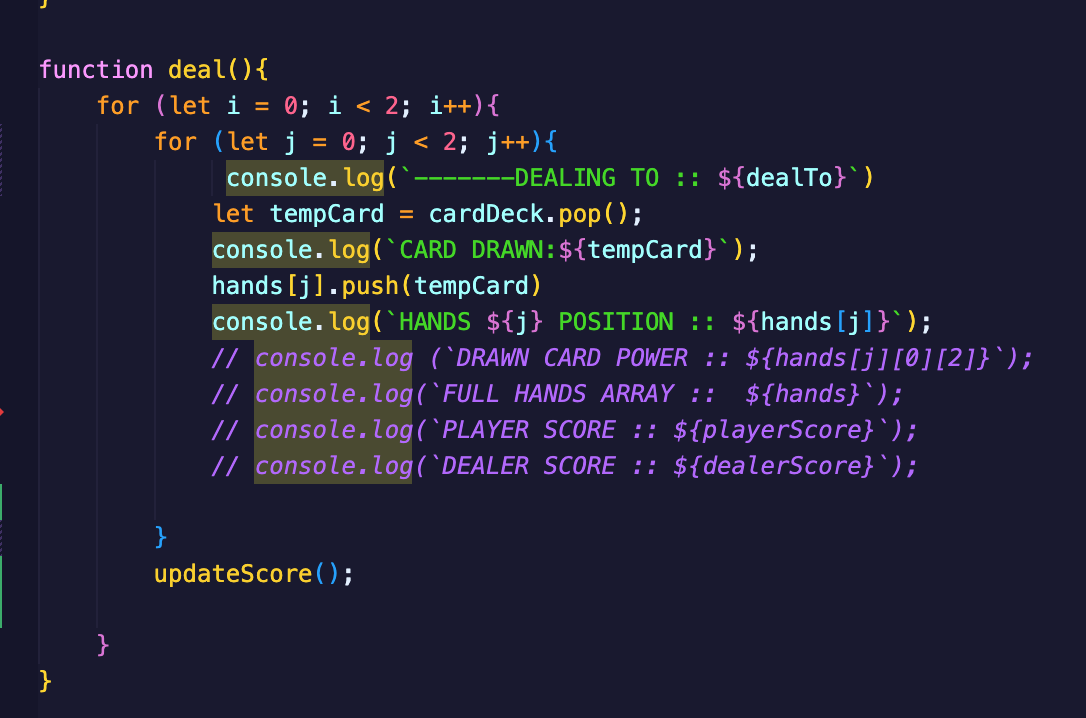 }
function deal(){
    for (let i = 0; i < 2; i++){
        for (let j = 0; j < 2; j++){
             console.log(`-------DEALING TO :: ${dealTo}`)
            let tempCard = cardDeck.pop();
            console.log(`CARD DRAWN:${tempCard}`);
            hands[j].push(tempCard)
            console.log(`HANDS ${j} POSITION :: ${hands[j]}`);
            // console.log (`DRAWN CARD POWER :: ${hands[j][0][2]}`);
            // console.log(`FULL HANDS ARRAY ::  ${hands}`);
            // console.log(`PLAYER SCORE :: ${playerScore}`);
            // console.log(`DEALER SCORE :: ${dealerScore}`);
        }
        updateScore();
    }
}